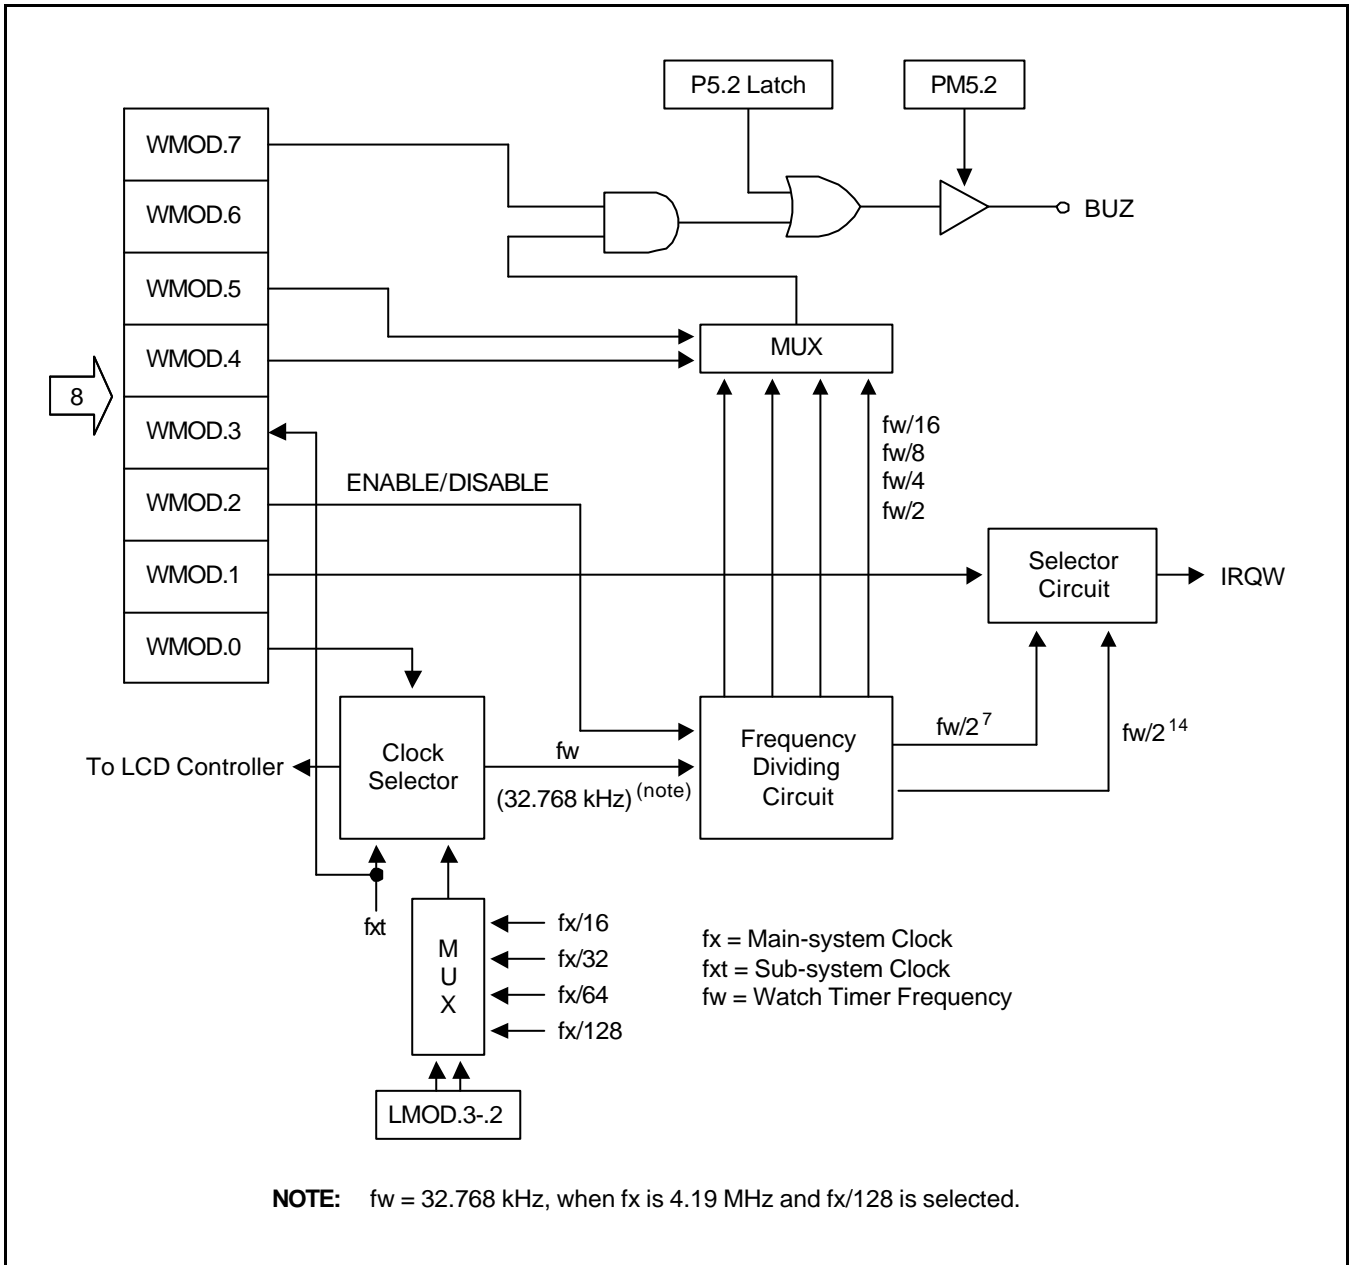 P5.2 Latch
PM5.2
WMOD.7
WMOD.6
BUZ
WMOD.5
WMOD.4
MUX
8
WMOD.3
fw/16
fw/8
fw/4
fw/2
ENABLE/DISABLE
WMOD.2
WMOD.1
Selector
Circuit
IRQW
WMOD.0
To LCD Controller
Clock
Selector
fw
(32.768 kHz) (note)
Frequency
Dividing
Circuit
fw/2^7
fw/2^14
fxt
M
U
X
fx/16
fx/32
fx/64
fx/128
fx = Main-system Clock
fxt = Sub-system Clock
fw = Watch Timer Frequency
LMOD.3-.2
NOTE: fw = 32.768 kHz, when fx is 4.19 MHz and fx/128 is selected.